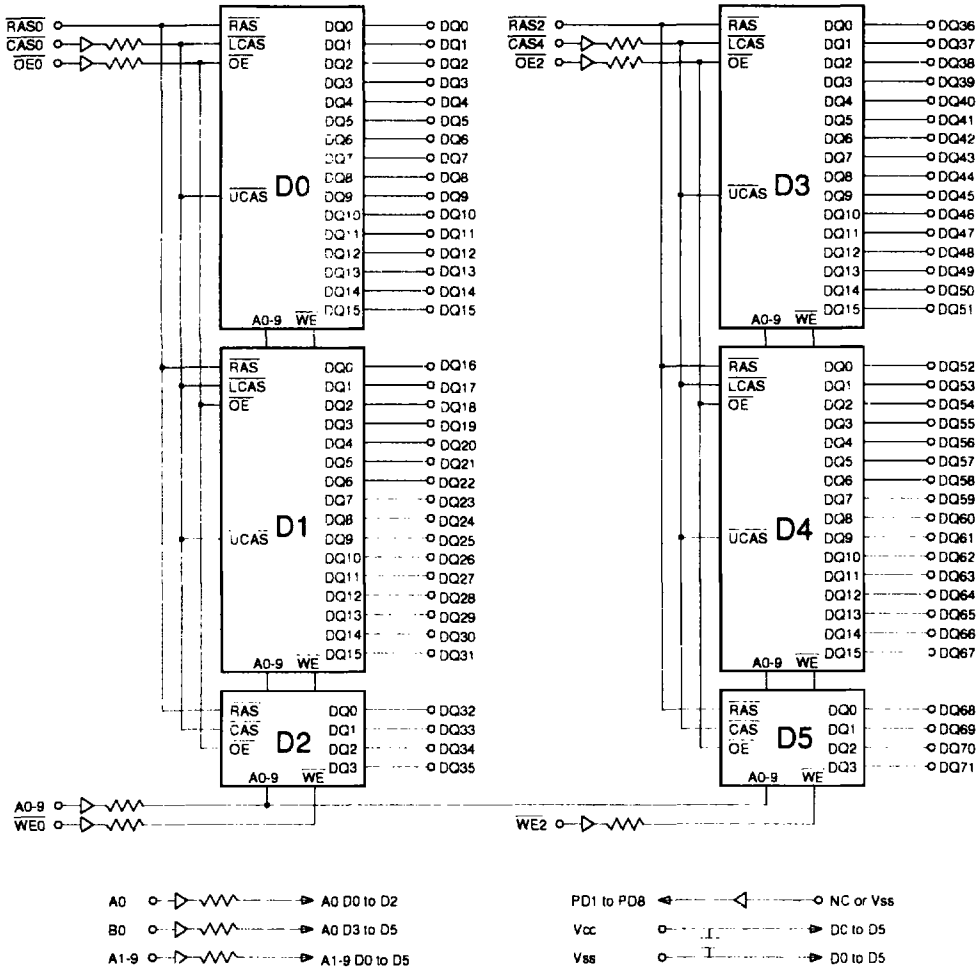 RAS0 RAS DQ0 DQ0
CAS0 LCAS DQ1 DQ1
OE0 OE DQ2 DQ2
DQ3 DQ3
DQ4 DQ4
DQ5 DQ5
DQ6 DQ6
DQ7 DQ7
DQ8 DQ8
D0
UCAS DQ9 DQ9
DQ10 DQ10
DQ11 DQ11
DQ12 DQ12
DQ13 DQ13
DQ14 DQ14
DQ15 DQ15
A0-9 WE
RAS DQ0 DQ16
LCAS DQ1 DQ17
OE DQ2 DQ18
DQ3 DQ19
DQ4 DQ20
DQ5 DQ21
DQ6 DQ22
DQ7 DQ23
DQ8 DQ24
D1
UCAS DQ9 DQ25
DQ10 DQ26
DQ11 DQ27
DQ12 DQ28
DQ13 DQ29
DQ14 DQ30
DQ15 DQ31
A0-9 WE
RAS DQ0 DQ32
CAS D2 DQ1 DQ33
OE DQ2 DQ34
DQ3 DQ35
A0-9 WE
A0-9
WE0
RAS2 RAS DQ0 DQ36
CAS4 LCAS DQ1 DQ37
OE2 OE DQ2 DQ38
DQ3 DQ39
DQ4 DQ40
DQ5 DQ41
DQ6 DQ42
DQ7 DQ43
DQ8 DQ44
D3
UCAS DQ9 DQ45
DQ10 DQ46
DQ11 DQ47
DQ12 DQ48
DQ13 DQ49
DQ14 DQ50
DQ15 DQ51
A0-9 WE
RAS DQ0 DQ52
LCAS DQ1 DQ53
OE DQ2 DQ54
DQ3 DQ55
DQ4 DQ56
DQ5 DQ57
DQ6 DQ58
DQ7 DQ59
DQ8 DQ60
D4
UCAS DQ9 DQ61
DQ10 DQ62
DQ11 DQ63
DQ12 DQ64
DQ13 DQ65
DQ14 DQ66
DQ15 DQ67
A0-9 WE
RAS DQ0 DQ68
CAS D5 DQ1 DQ69
OE DQ2 DQ70
DQ3 DQ71
A0-9 WE
WE2
A0 A0 D0 to D2
B0 A0 D3 to D5
A1-9 A1-9 D0 to D5
PD1 to PD8 NC or Vss
Vcc D0 to D5
Vss D0 to D5